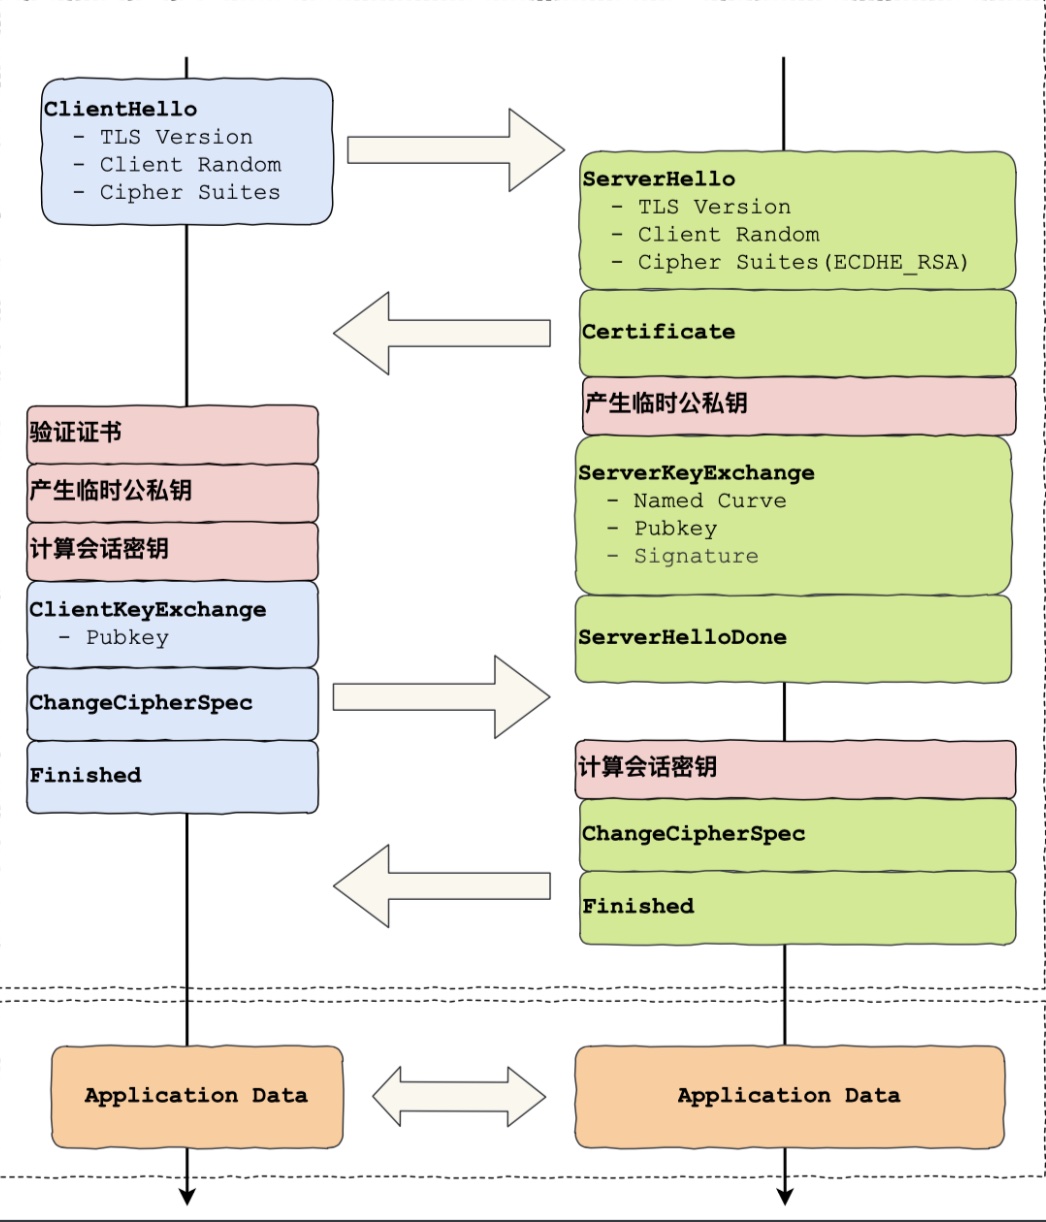 ClientHello
- TLS Version
- Client Random
- Cipher Suites
ServerHello
- TLS Version
- Client Random
- Cipher Suites(ECDHE_RSA)
Certificate
产生临时公私钥
ServerKeyExchange
- Named Curve
- Pubkey
- Signature
ServerHelloDone
验证证书
产生临时公私钥
计算会话密钥
ClientKeyExchange
- Pubkey
ChangeCipherSpec
Finished
计算会话密钥
ChangeCipherSpec
Finished
Application Data
Application Data